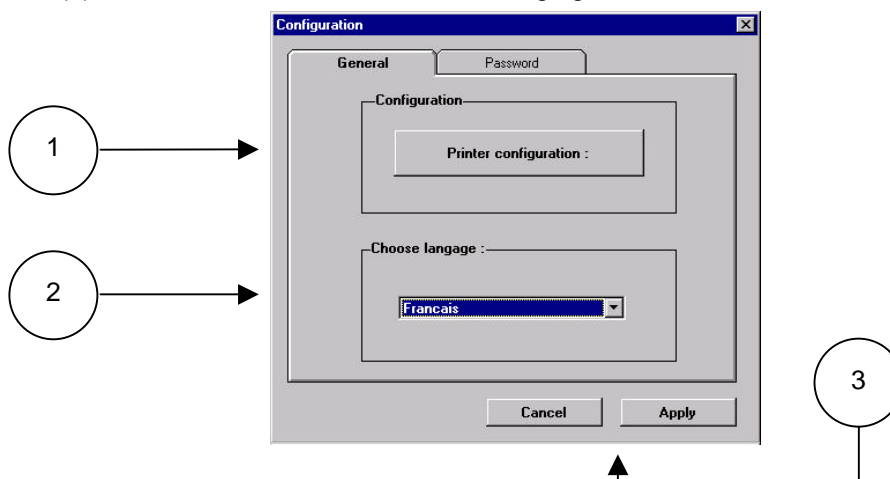 Configuration
General
Password
Configuration
1
Printer configuration :
Choose langage :
2
Francais
3
Cancel
Apply